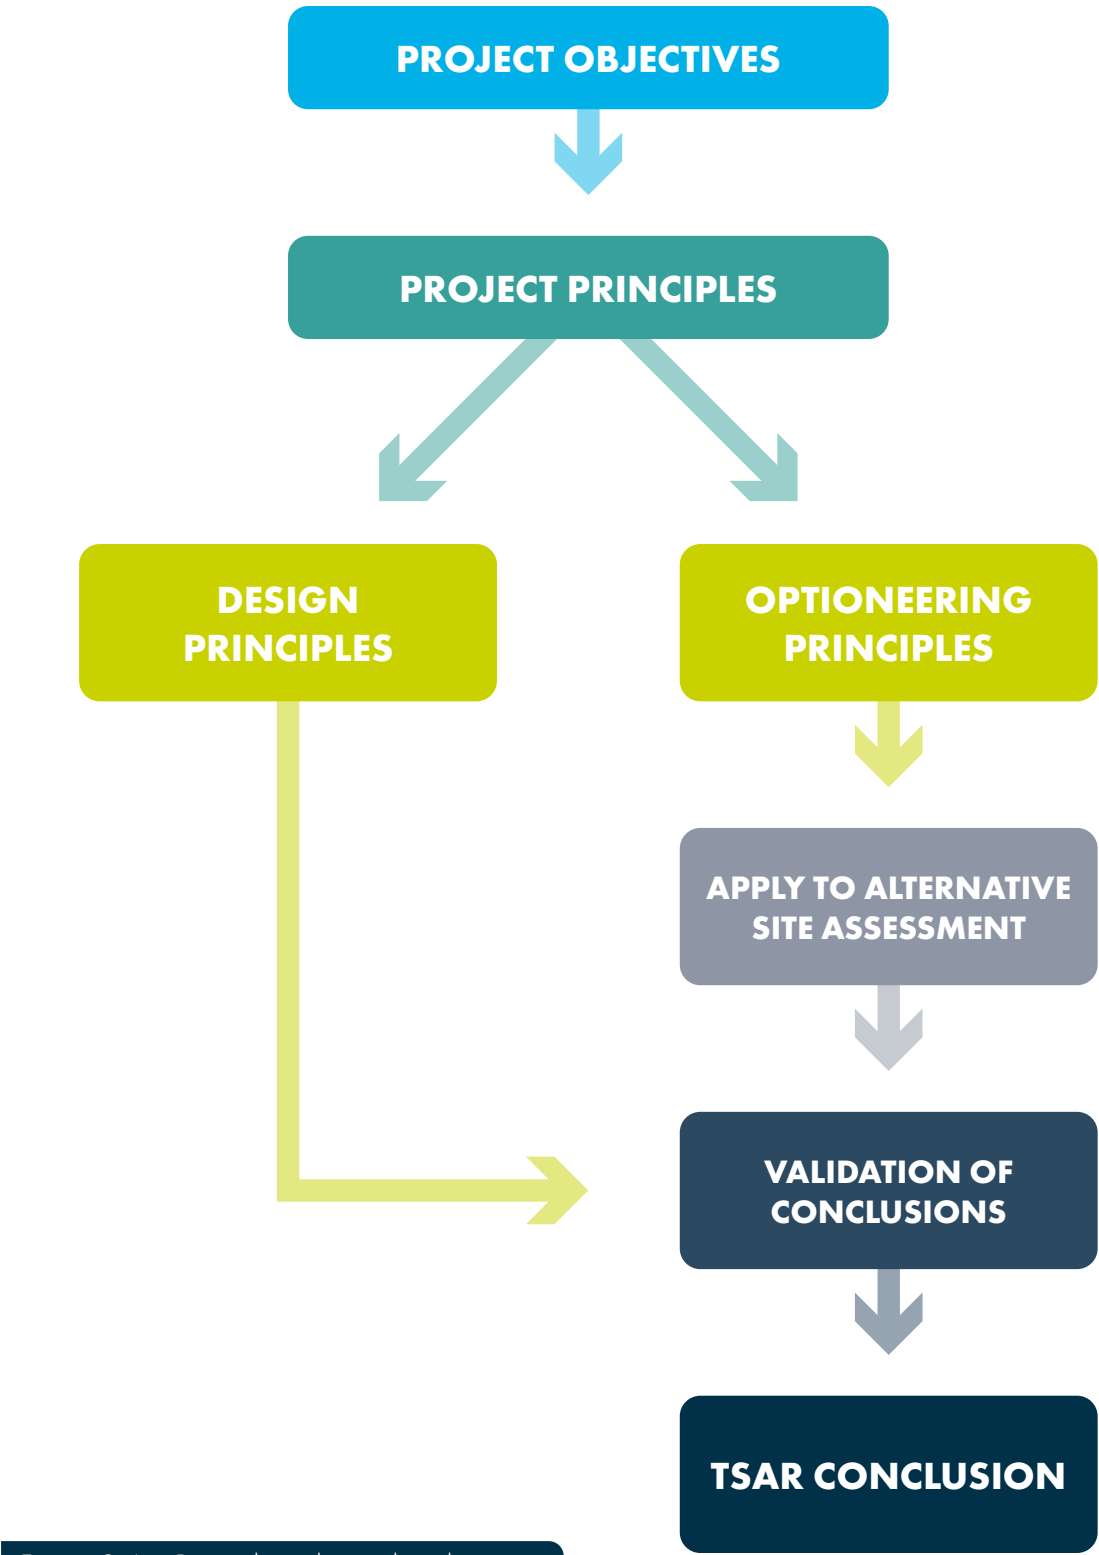 PROJECT OBJECTIVES
PROJECT PRINCIPLES
DESIGN
PRINCIPLES
OPTIONEERING
PRINCIPLES
APPLY TO ALTERNATIVE
SITE ASSESSMENT
VALIDATION OF
CONCLUSIONS
TSAR CONCLUSION